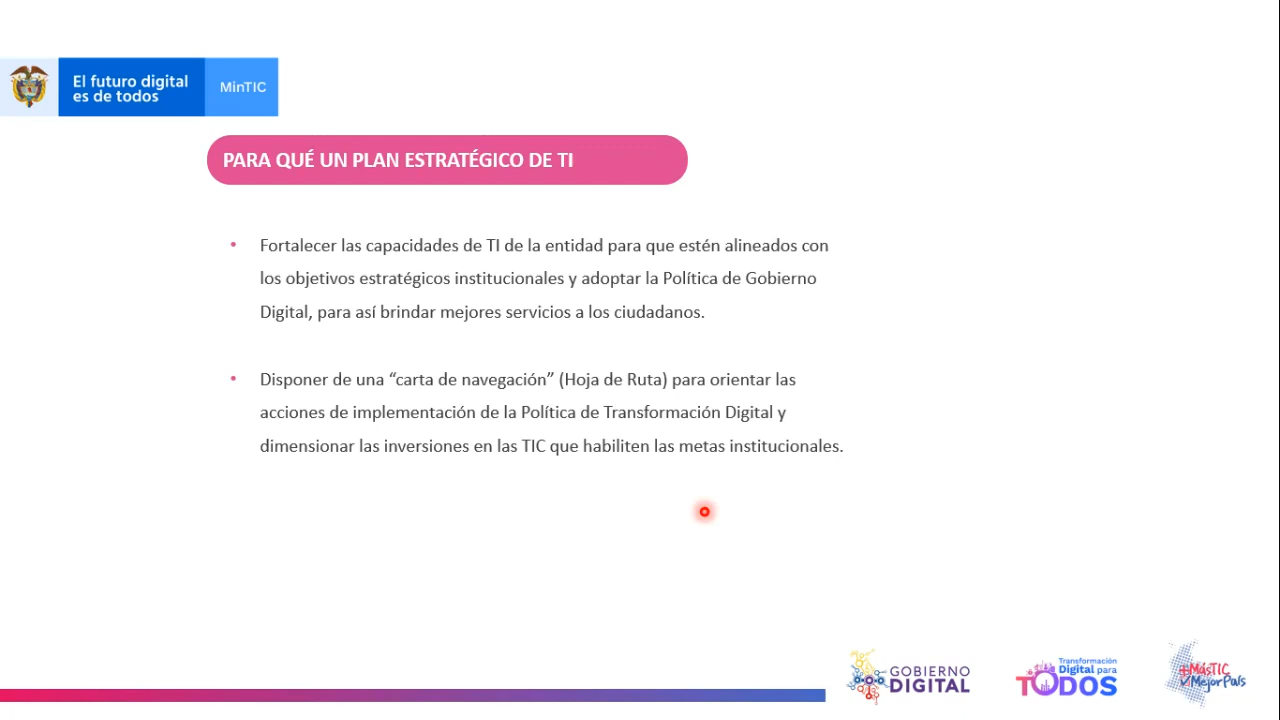 El futuro digital
es de todos
MinTIC
PARA QUÉ UN PLAN ESTRATÉGICO DE TI
• Fortalecer las capacidades de TI de la entidad para que estén alineados con
los objetivos estratégicos institucionales y adoptar la Política de Gobierno
Digital, para así brindar mejores servicios a los ciudadanos.
• Disponer de una “carta de navegación” (Hoja de Ruta) para orientar las
acciones de implementación de la Política de Transformación Digital y
dimensionar las inversiones en las TIC que habiliten las metas institucionales.
GOBIERNO
DIGITAL
Transformación
Digital para
TODOS
+MásTIC
MejorPaís